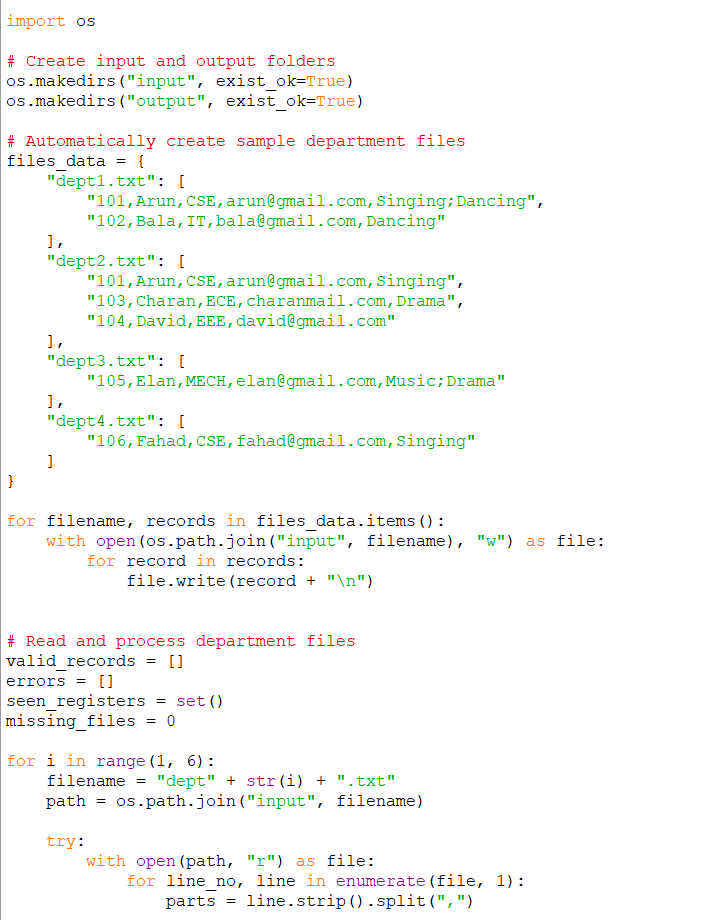 import os

# Create input and output folders
os.makedirs("input", exist_ok=True)
os.makedirs("output", exist_ok=True)

# Automatically create sample department files
files_data = {
    "dept1.txt": [
        "101,Arun,CSE,arun@gmail.com,Singing;Dancing",
        "102,Bala,IT,bala@gmail.com,Dancing"
    ],
    "dept2.txt": [
        "101,Arun,CSE,arun@gmail.com,Singing",
        "103,Charan,ECE,charanmail.com,Drama",
        "104,David,EEE,david@gmail.com"
    ],
    "dept3.txt": [
        "105,Elan,MECH,elan@gmail.com,Music;Drama"
    ],
    "dept4.txt": [
        "106,Fahad,CSE,fahad@gmail.com,Singing"
    ]
}

for filename, records in files_data.items():
    with open(os.path.join("input", filename), "w") as file:
        for record in records:
            file.write(record + "\n")


# Read and process department files
valid_records = []
errors = []
seen_registers = set()
missing_files = 0

for i in range(1, 6):
    filename = "dept" + str(i) + ".txt"
    path = os.path.join("input", filename)

    try:
        with open(path, "r") as file:
            for line_no, line in enumerate(file, 1):
                parts = line.strip().split(",")